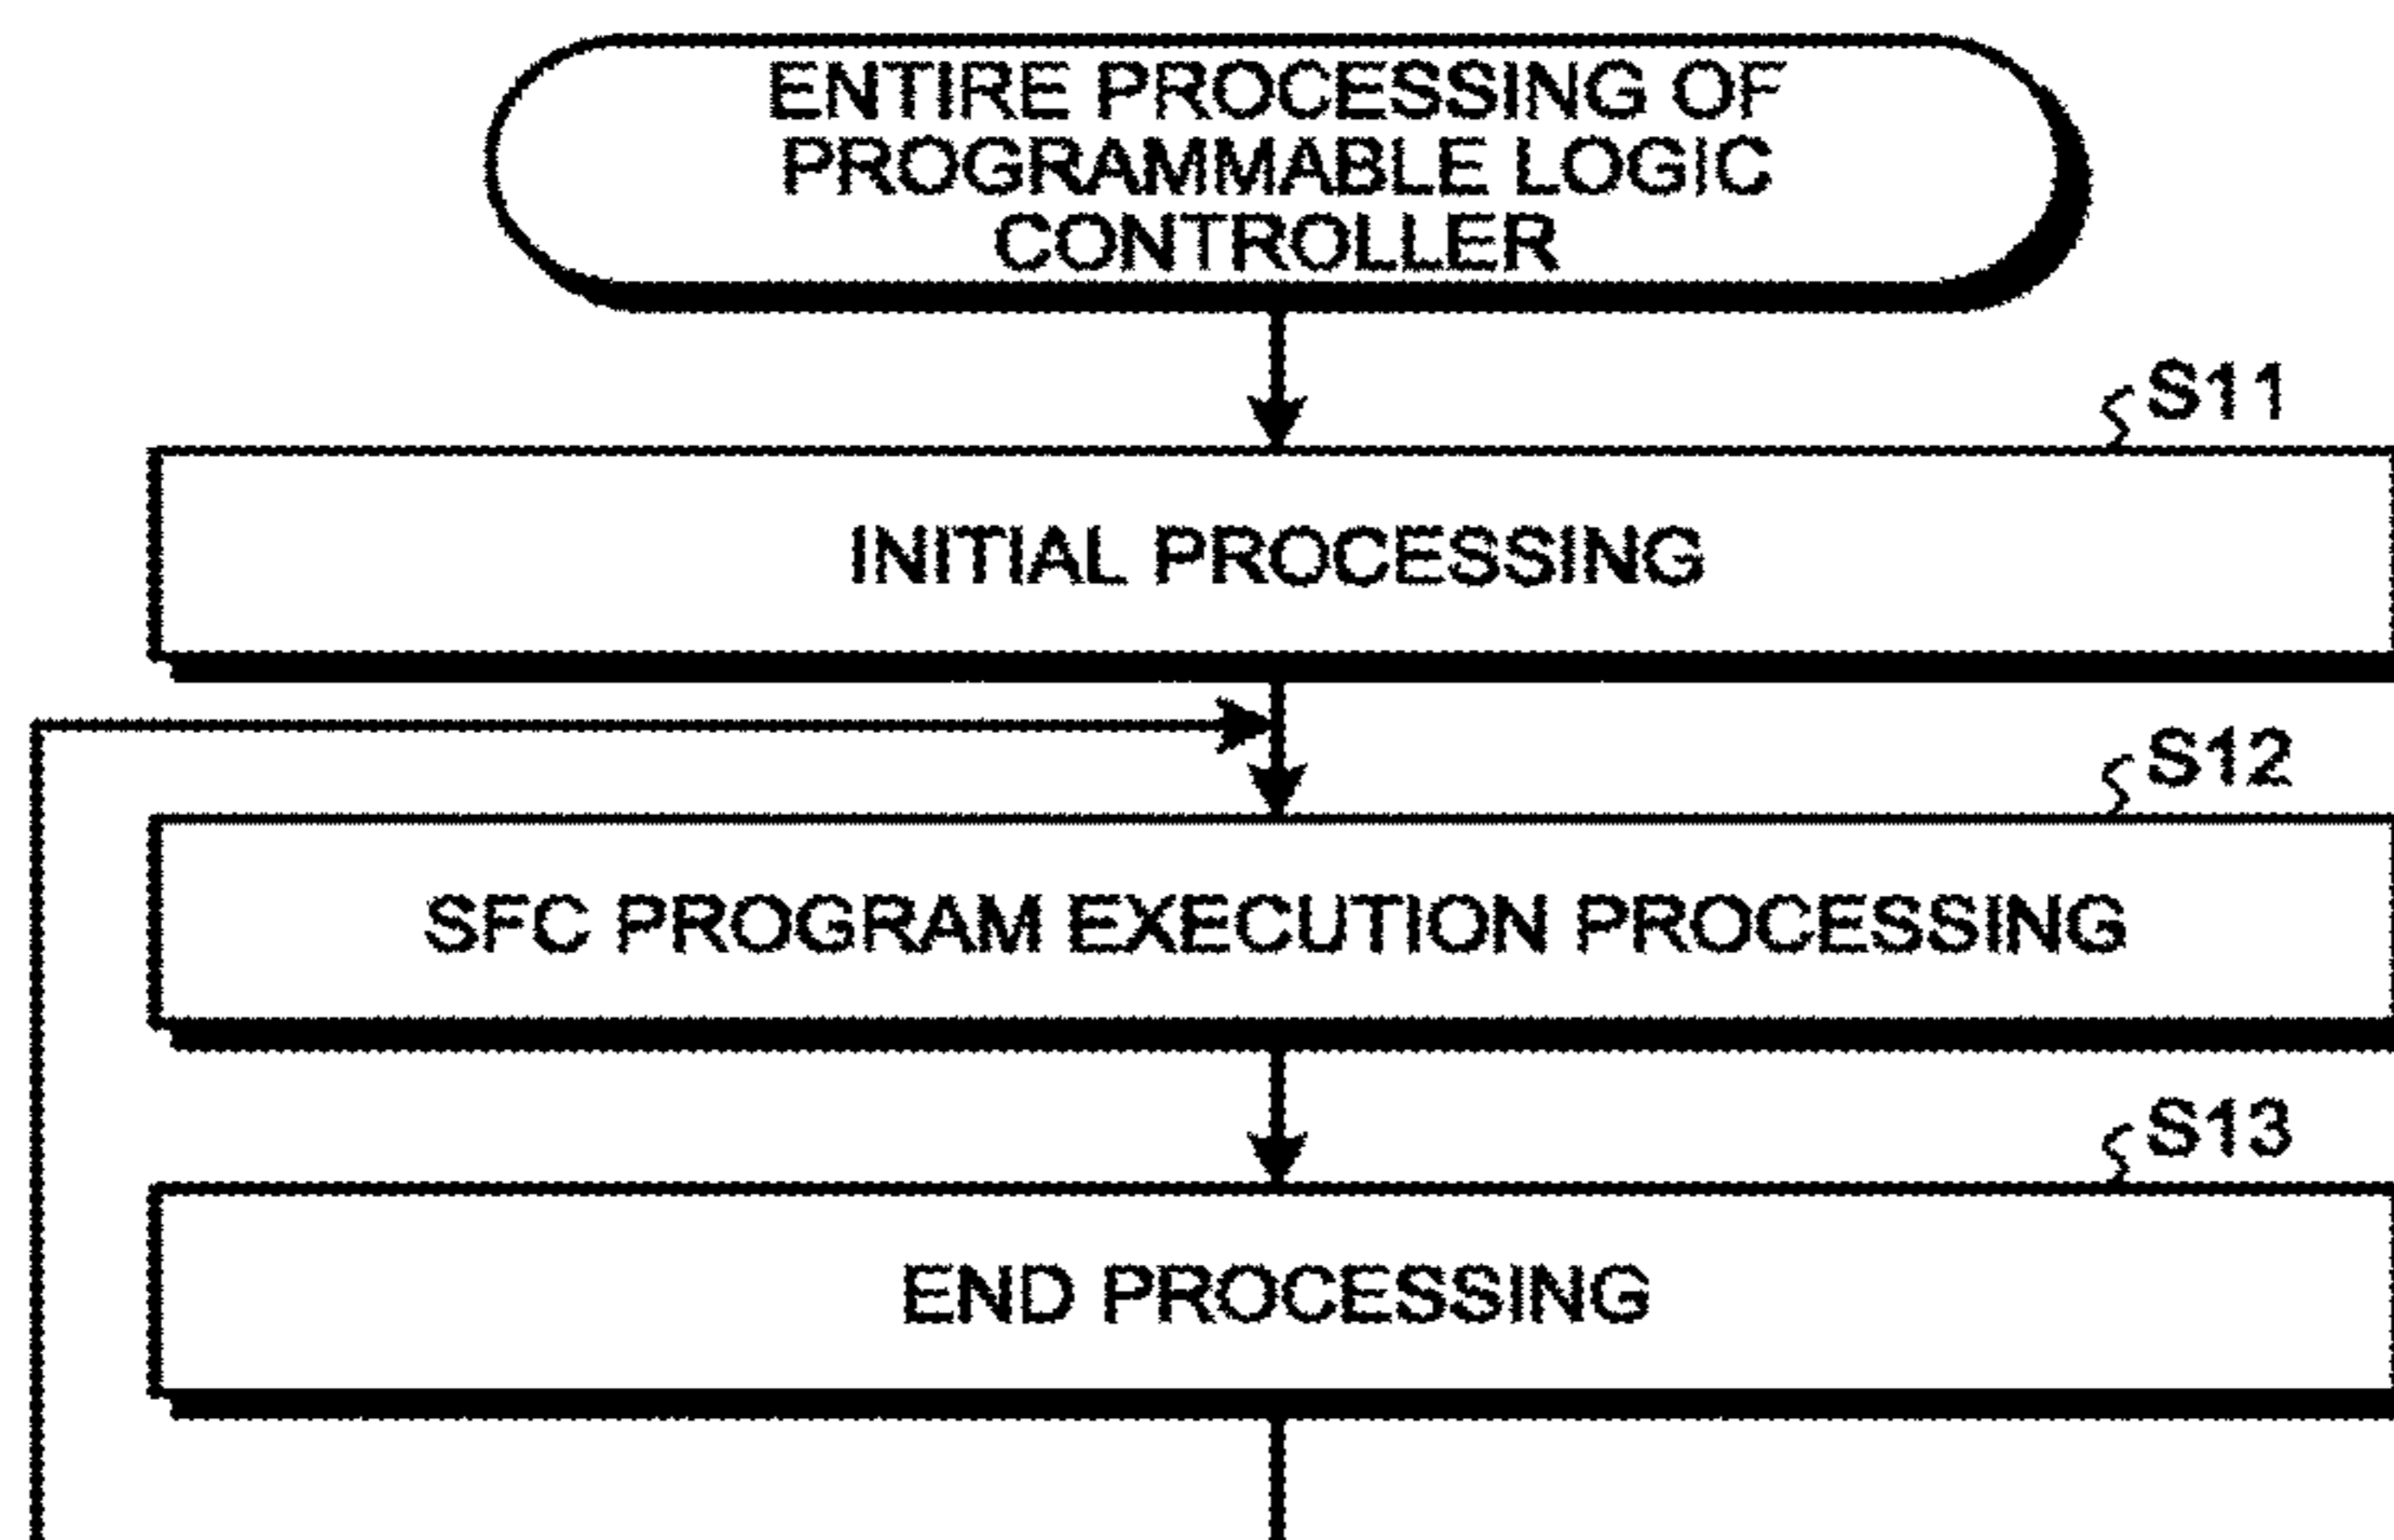 ENTIRE PROCESSING OF
PROGRAMMABLE LOGIC
CONTROLLER
S11
INITIAL PROCESSING
S12
SFC PROGRAM EXECUTION PROCESSING
S13
END PROCESSING